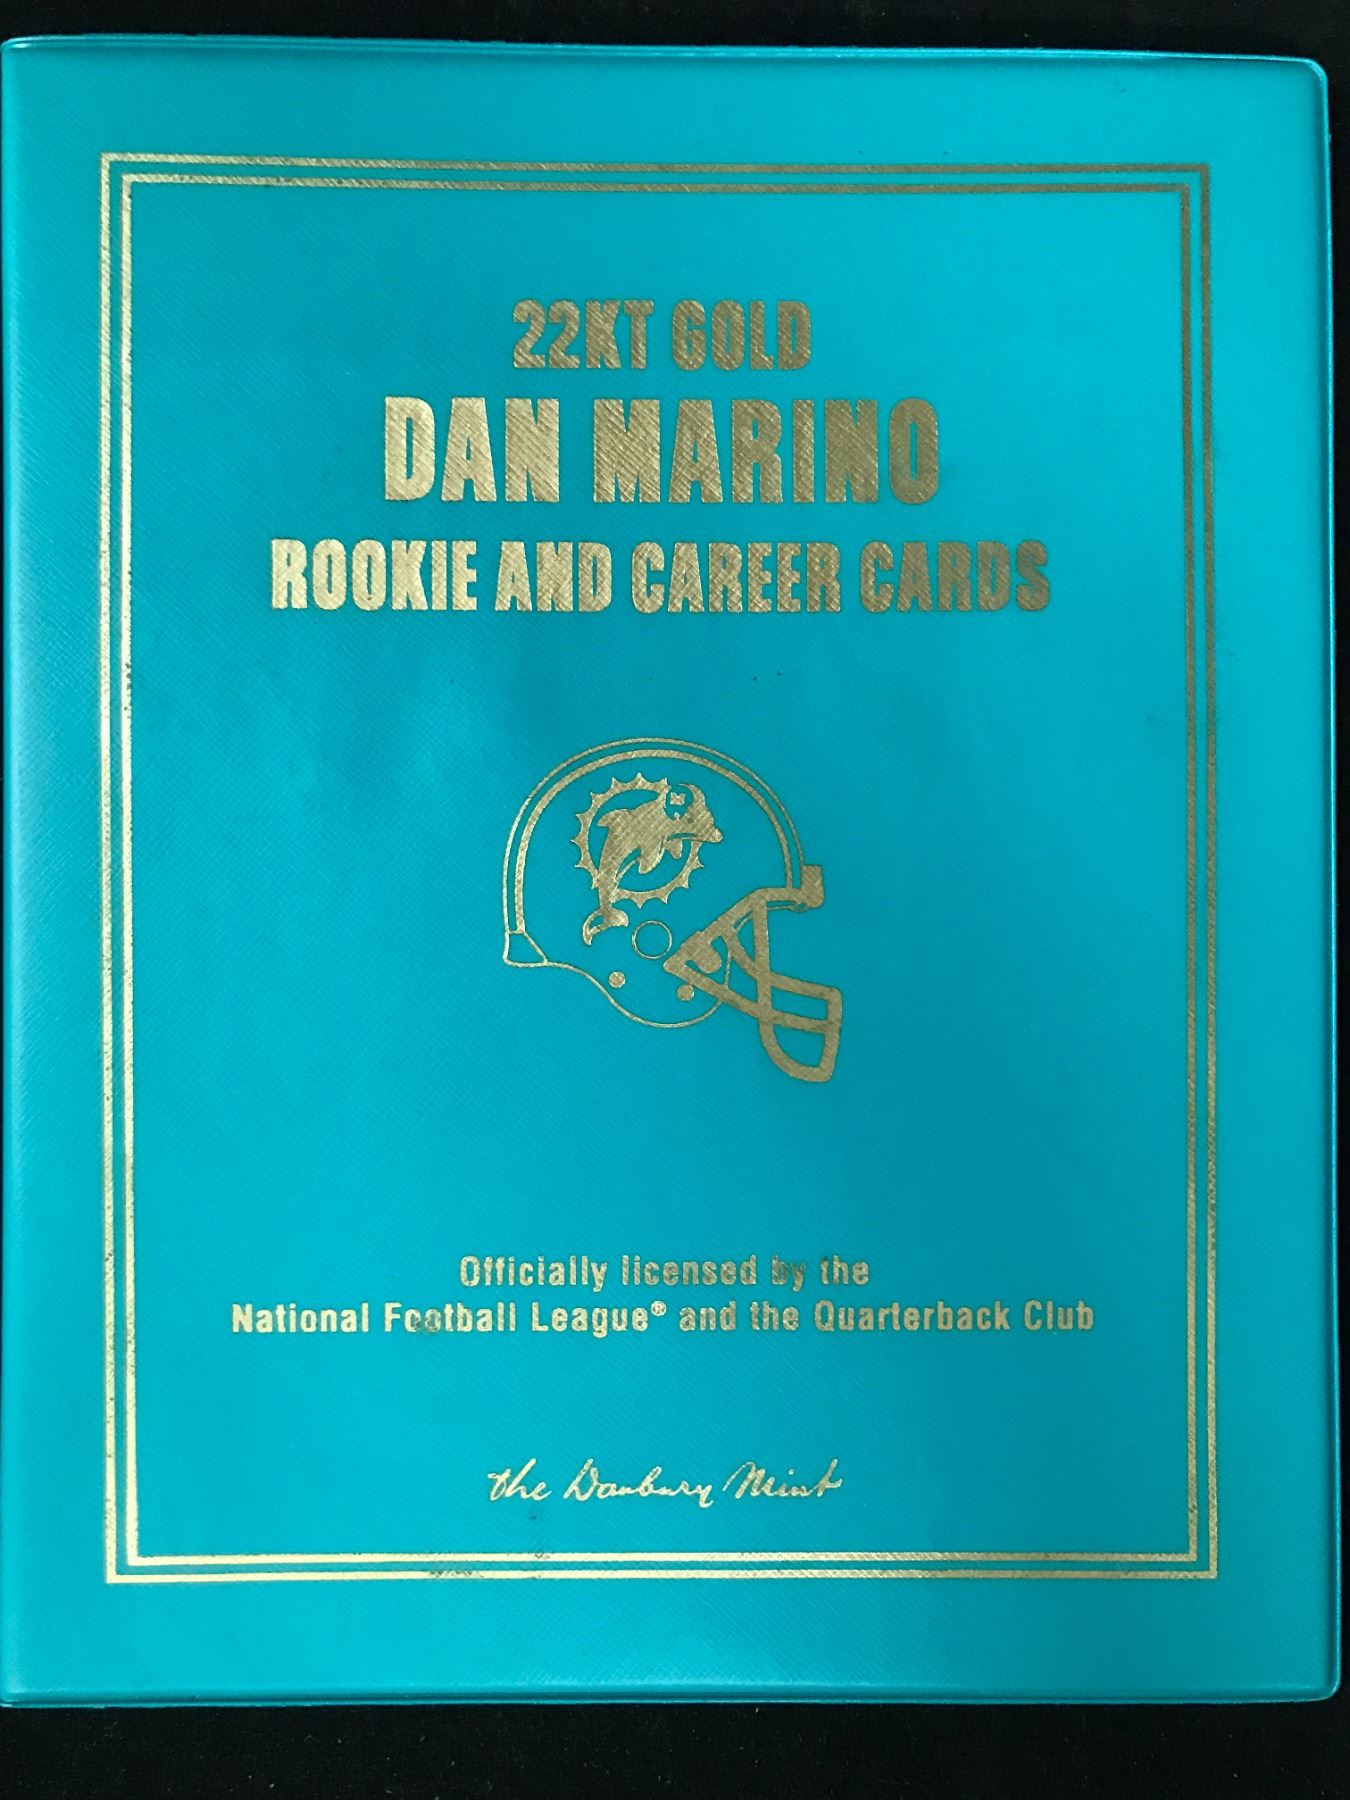 22KT GOLD
DAN MARINO
ROOKIE AND CAREER CARDS
Officially licensed by the
National Football League® and the Quarterback Club
the Danbury Mint